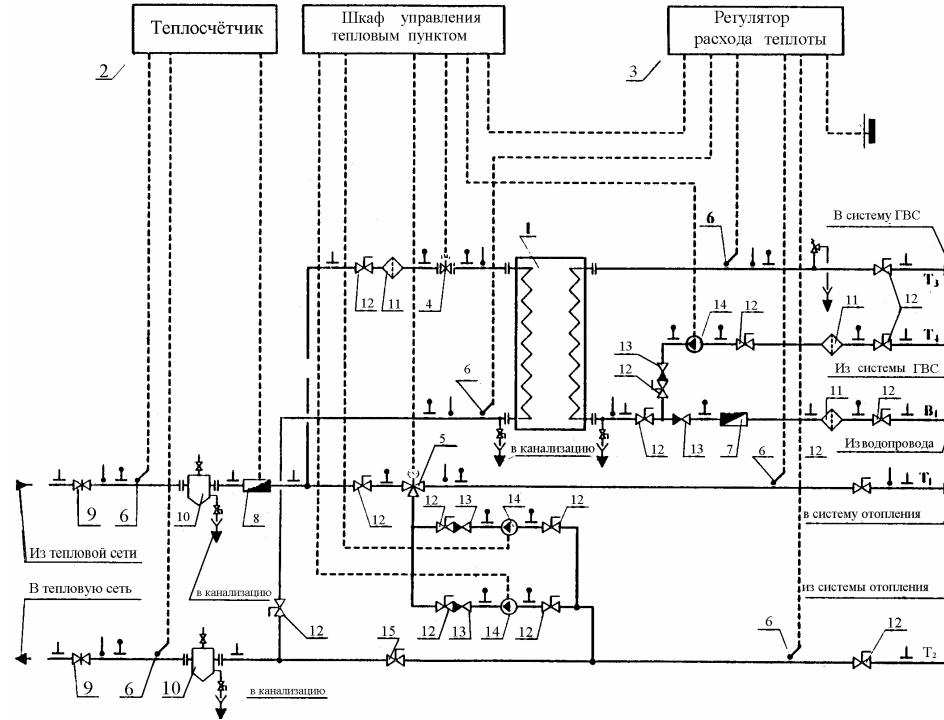 Теплосчётчик
Шкаф управления
тепловым пунктом
Регулятор
расхода теплоты
2
3
В систему ГВС
6
1
T3
12
11
4
14
12
11
12
T4
13
Из системы ГВС
6
12
11
12
В1
в канализацию
12
13
7
12
Из водопровода
5
6
T1
9
6
10
8
12
12
13
14
12
в систему отопления
Из тепловой сети
В тепловую сеть
в канализацию
из системы отопления
12
12
13
14
12
15
6
12
T2
9
6
10
в канализацию